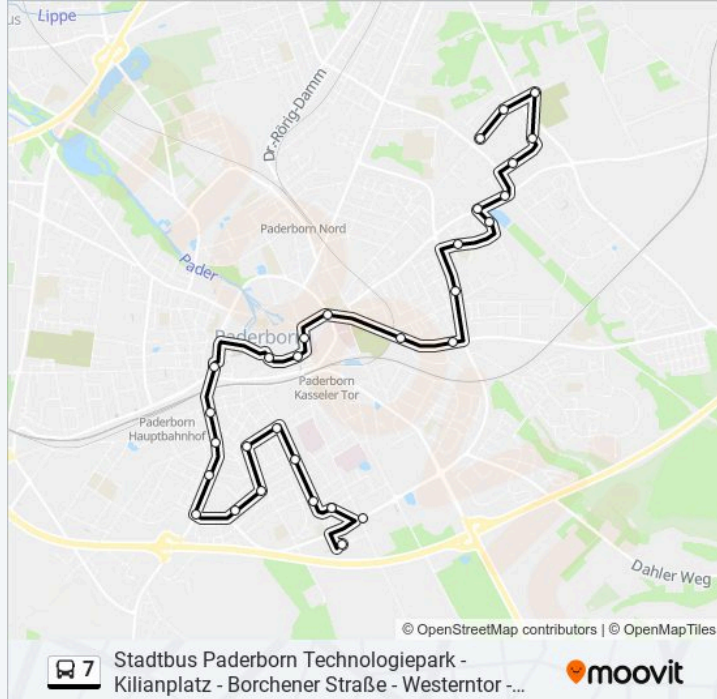 Lippe
us
Dr.-Rörig-Damm
Paderborn Nord
Pader
Paderborn
Paderborn
Kasseler Tor
Paderborn
Hauptbahnhof
Dahler Weg
© OpenStreetMap contributors | © OpenMapTiles
7
Stadtbus Paderborn Technologiepark -
Kilianplatz - Borchener Straße - Westerntor -...
moovit